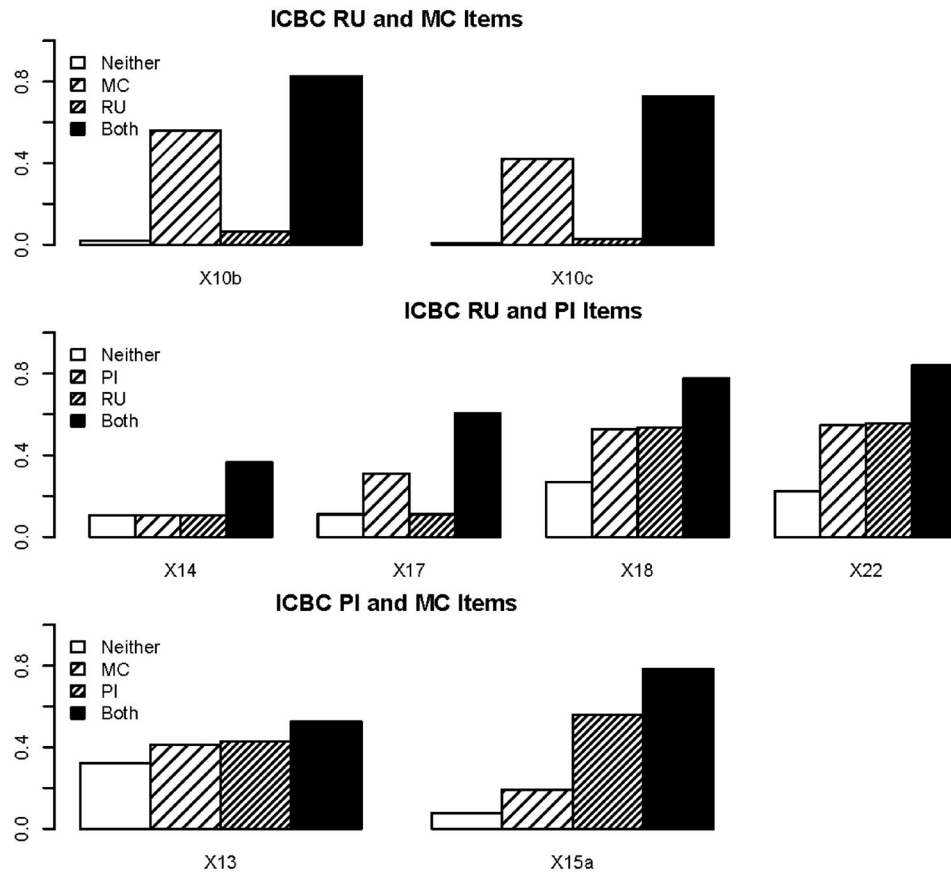 ICBC RU and MC Items
0.8
0.4
0.0
Neither
MC
RU
Both
X10b X10c
ICBC RU and PI Items
0.8
0.4
0.0
Neither
PI
RU
Both
X14 X17 X18 X22
ICBC PI and MC Items
0.8
0.4
0.0
Neither
MC
PI
Both
X13 X15a